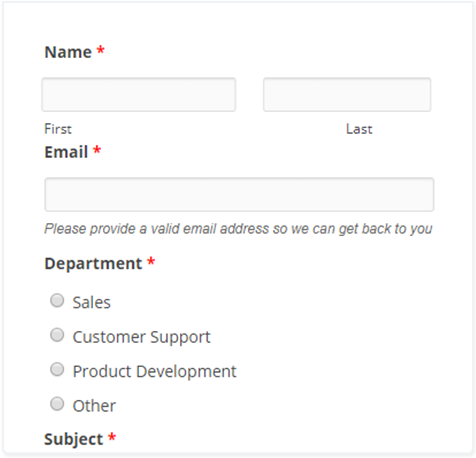 Name *
First Last
Email *
Please provide a valid email address so we can get back to you
Department *
Sales
Customer Support
Product Development
Other
Subject *